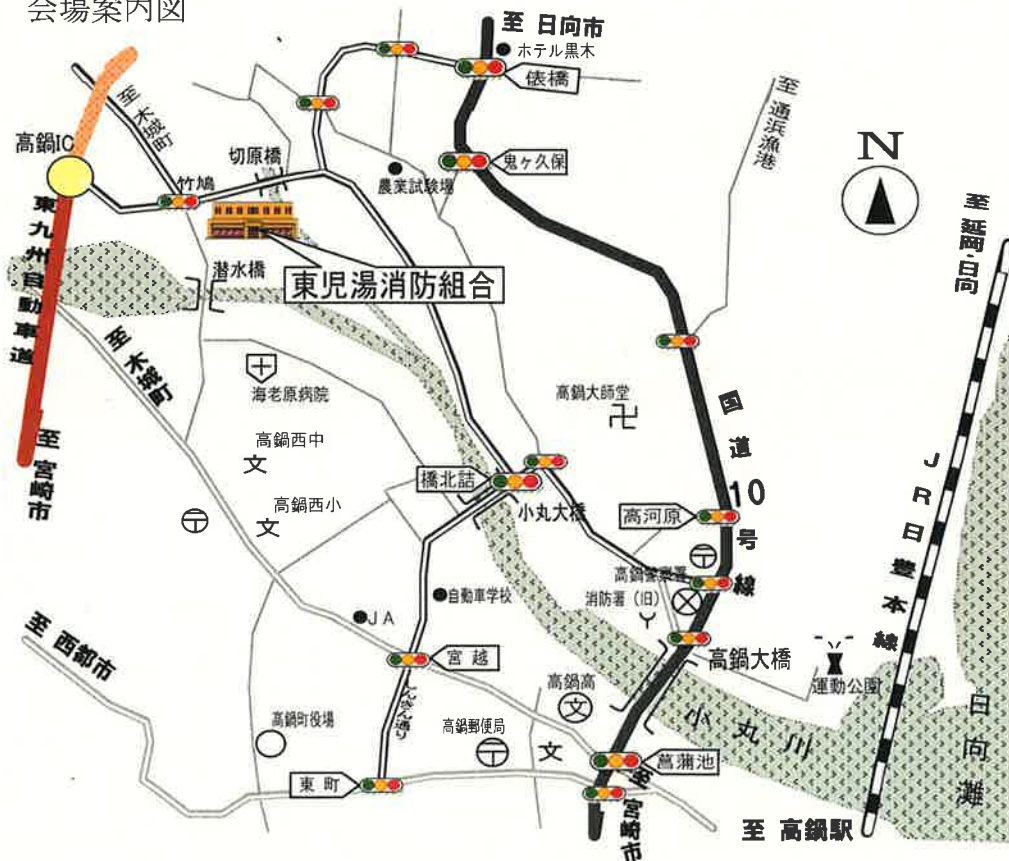 会場案内図
至 日向市
ホテル黒木
俵橋
至 木城町
高鍋IC
切原橋
竹鳩
農業試験場
鬼ヶ久保
至 通浜漁港
N
至 延岡・日向
東九州自動車道
潜水橋
東児湯消防組合
至 木城町
海老原病院
高鍋大師堂
国道10号線
高鍋西中
文
至 宮崎市
橋北詰
小丸大橋
高鍋西小
文
高河原
JR日豊本線
高鍋警察署
消防署(旧)
自動車学校
JA
至 西都市
宮越
高鍋大橋
運動公園
高鍋高
文
高鍋町役場
高鍋郵便局
文
小丸川
日向灘
菖蒲池
東町
至 宮崎市
至 高鍋駅